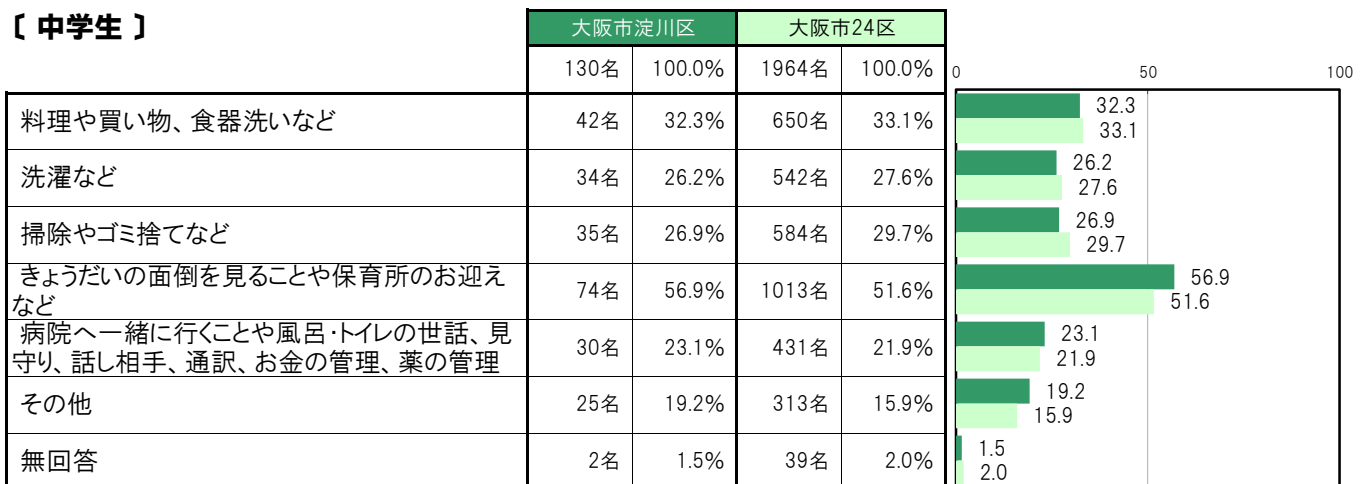 〔 中学生 〕
大阪市淀川区 大阪市24区
130名 100.0% 1964名 100.0% 0 50 100
料理や買い物、食器洗いなど 42名 32.3% 650名 33.1% 32.3
33.1
洗濯など 34名 26.2% 542名 27.6% 26.2
27.6
掃除やゴミ捨てなど 35名 26.9% 584名 29.7% 26.9
29.7
きょうだいの面倒を見ることや保育所のお迎え
など 74名 56.9% 1013名 51.6% 56.9
51.6
病院へ一緒に行くことや風呂・トイレの世話、見
守り、話し相手、通訳、お金の管理、薬の管理 30名 23.1% 431名 21.9% 23.1
21.9
その他 25名 19.2% 313名 15.9% 19.2
15.9
無回答 2名 1.5% 39名 2.0% 1.5
2.0